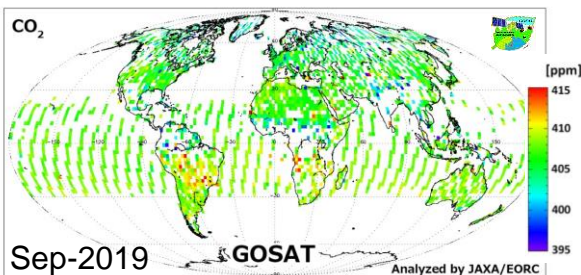 CO2
[ppm]
415
410
405
400
395
Sep-2019
GOSAT
Analyzed by JAXA/EORC